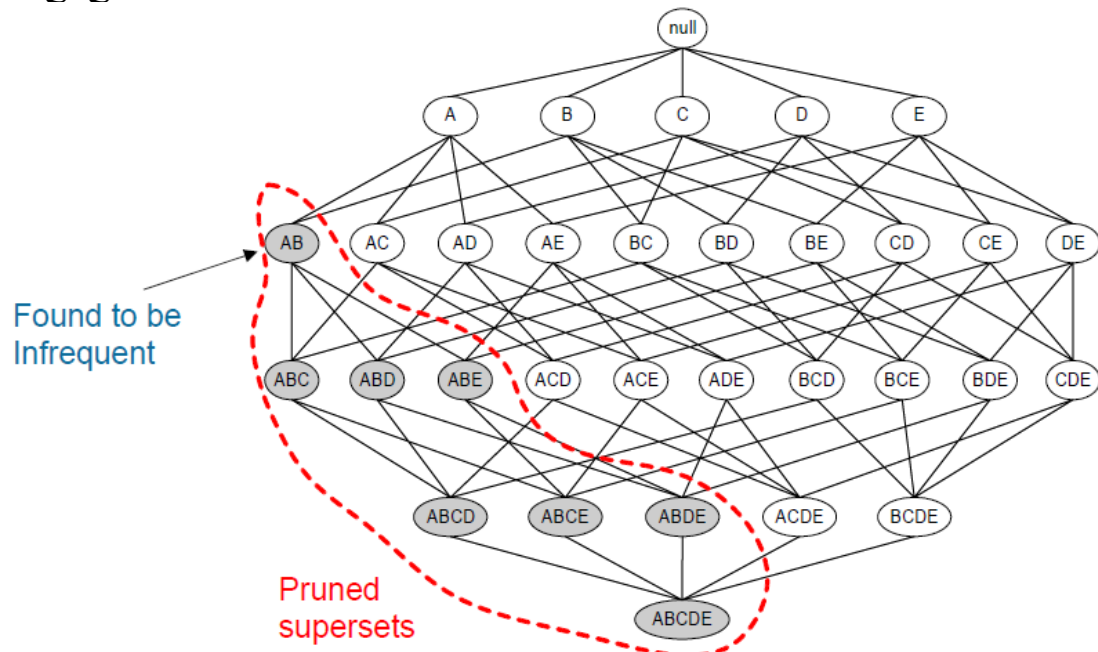 null
A B C D E
AB AC AD AE BC BD BE CD CE DE
Found to be
Infrequent
ABC ABD ABE ACD ACE ADE BCD BCE BDE CDE
ABCD ABCE ABDE ACDE BCDE
Pruned
supersets
ABCDE